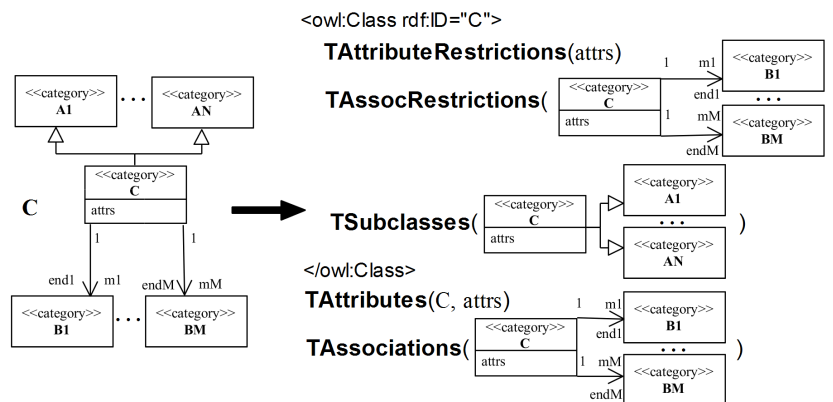 <<category>>
A1
...
<<category>>
AN
C
<<category>>
C
attrs
1
1
end1
m1
endM
mM
<<category>>
B1
...
<<category>>
BM
<owl:Class rdf:ID="C">
TAttributeRestrictions(attrs)
TAssocRestrictions(
<<category>>
C
attrs
1
m1
end1
<<category>>
B1
...
1
mM
endM
<<category>>
BM
TSubclasses(
<<category>>
C
attrs
<<category>>
A1
...
<<category>>
AN
)
</owl:Class>
TAttributes(C, attrs)
TAssociations(
<<category>>
C
attrs
1
m1
end1
<<category>>
B1
...
1
mM
endM
<<category>>
BM
)